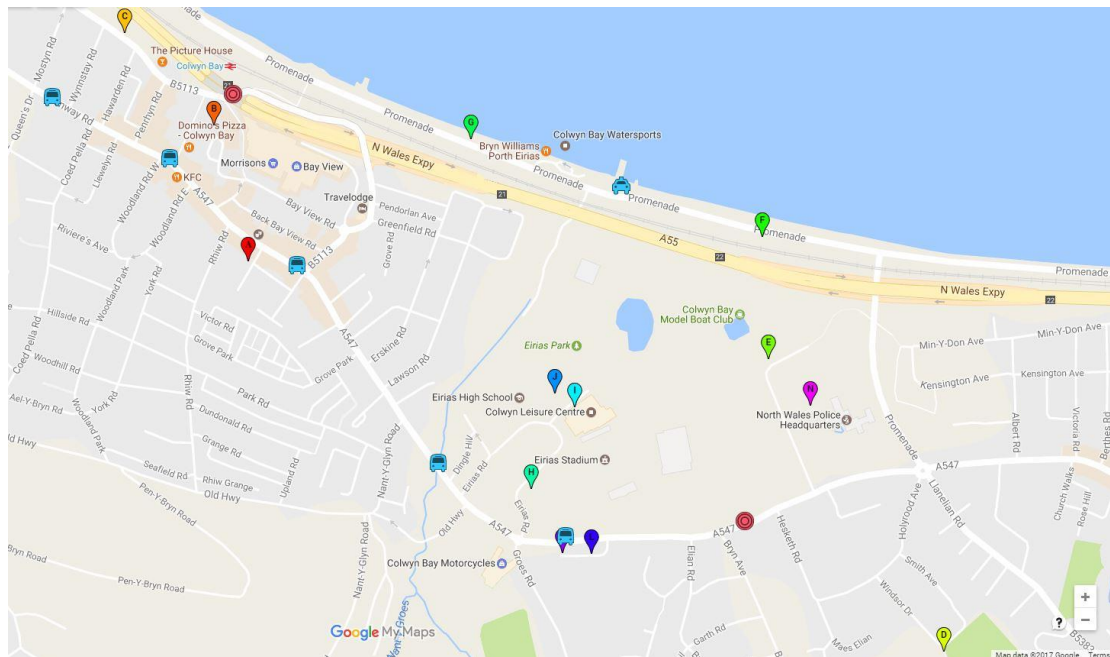 C
The Picture House
Colwyn Bay
Mostyn Rd
Queen's Dr
Wynnstay Rd
Hawarden Rd
Penrhyn Rd
B5113
Promenade
Promenade
Promenade
B
Domino's Pizza
- Colwyn Bay
Coed Pella Rd
Llewelyn Rd
Woodland Rd W
Woodland Rd E
KFC
Morrisons
Bay View
N Wales Expy
G
Bryn Williams
Porth Eirias
Colwyn Bay Watersports
21
Promenade
Promenade
Travelodge
A547
Bay View Rd
Back Bay View Rd
Pendorlan Ave
Greenfield Rd
Grove Rd
Riviere's Ave
Rhiw Rd
A
B5113
F
Promenade
A55
22
Promenade
N Wales Expy
22
Woodland Park
York Rd
Hillside Rd
Coed Pella Rd
Victor Rd
Grove Park
A547
Erskine Rd
Lawson Rd
Grove Park
Colwyn Bay
Model Boat Club
Eirias Park
E
Min-Y-Don Ave
Min-Y-Don Ave
Kensington Ave
Kensington Ave
Woodhill Rd
Rhiw Rd
Park Rd
Ael-Y-Bryn Rd
York Rd
Woodland Park
Dundonald Rd
Grange Rd
J
I
N
Eirias High School
Colwyn Leisure Centre
North Wales Police
Headquarters
Promenade
Albert Rd
Victoria Rd
Berthes Rd
Old Hwy
Seafield Rd
Rhiw Grange
Upland Rd
Old Hwy
Nant-Y-Glyn Road
Dingle Hill
Eirias Rd
Eirias Stadium
H
Eirias Rd
A547
Pen-Y-Bryn Rd
Old Hwy
A547
Groes Rd
L
A547
Holyrood Ave
Llanelian Rd
Church Walks
Rose Hill
Bryn Road
Pen-Y-Bryn Rd
Nant-Y-Glyn Road
Colwyn Bay Motorcycles
Elian Rd
Bryn Ave
Hesketh Rd
Smith Ave
Windsor Dr
Nant Y Groes
Garth Rd
Maes Elian
D
B5383
+
−
?
Google My Maps
Map data ©2017 Google
Terms